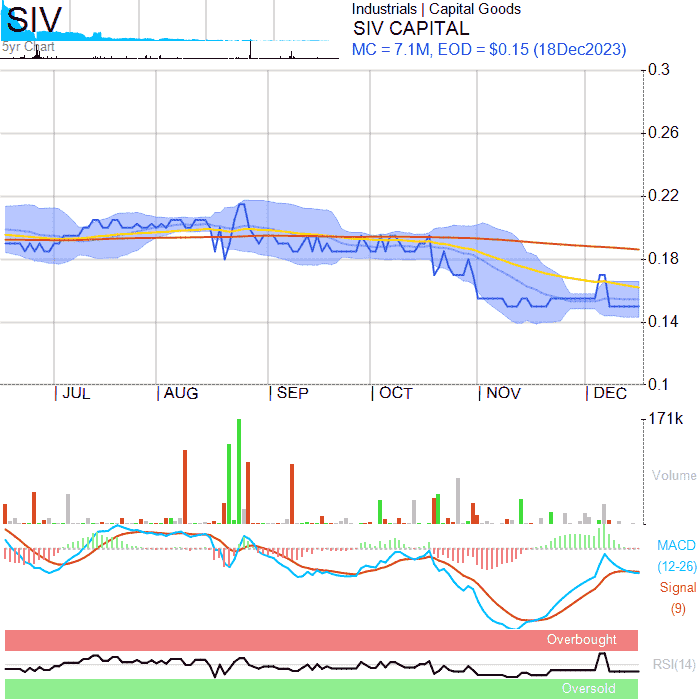 SIV
5yr Chart
Industrials | Capital Goods
SIV CAPITAL
MC = 7.1M, EOD = $0.15 (18Dec2023)
0.3
0.26
0.22
0.18
0.14
0.1
JUL AUG SEP OCT NOV DEC
171k
Volume
MACD
(12-26)
Signal
(9)
Overbought
RSI(14)
Oversold